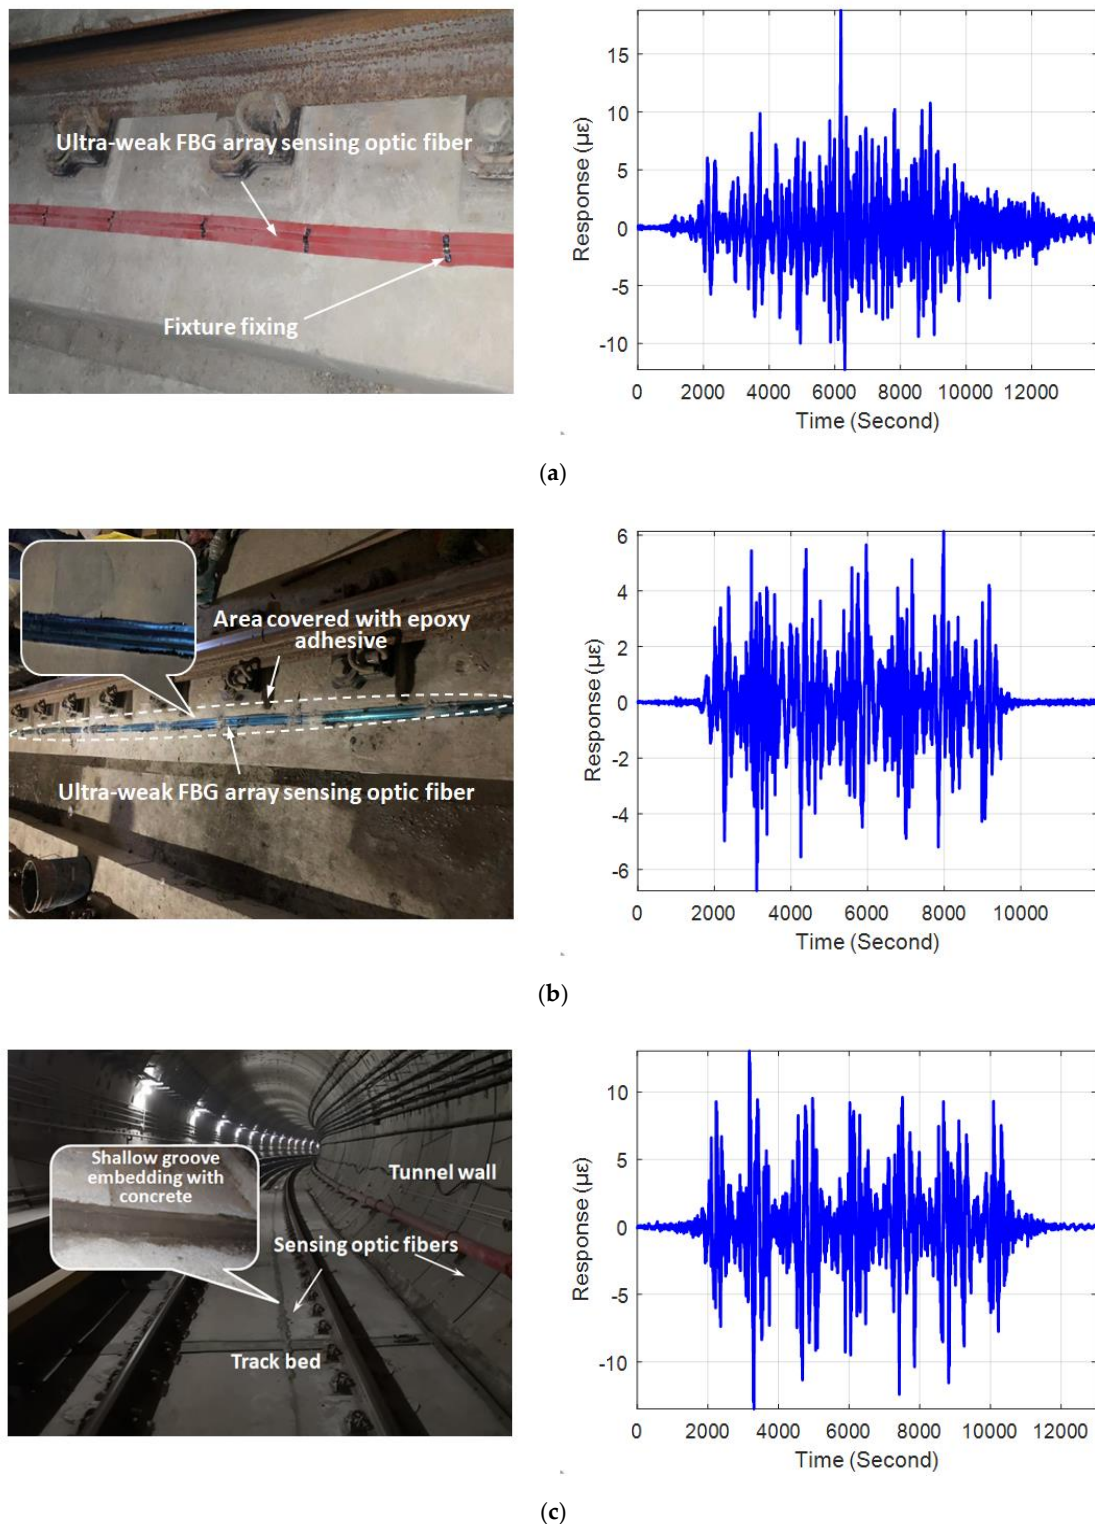 Ultra-weak FBG array sensing optic fiber
Fixture fixing
Response (με)
15
10
5
0
-5
-10
0 2000 4000 6000 8000 10000 12000
Time (Second)
(a)
Area covered with epoxy
adhesive
Ultra-weak FBG array sensing optic fiber
Response (με)
6
4
2
0
-2
-4
-6
0 2000 4000 6000 8000 10000
Time (Second)
(b)
Shallow groove
embedding with
concrete
Tunnel wall
Sensing optic fibers
Track bed
Response (με)
10
5
0
-5
-10
0 2000 4000 6000 8000 10000 12000
Time (Second)
(c)